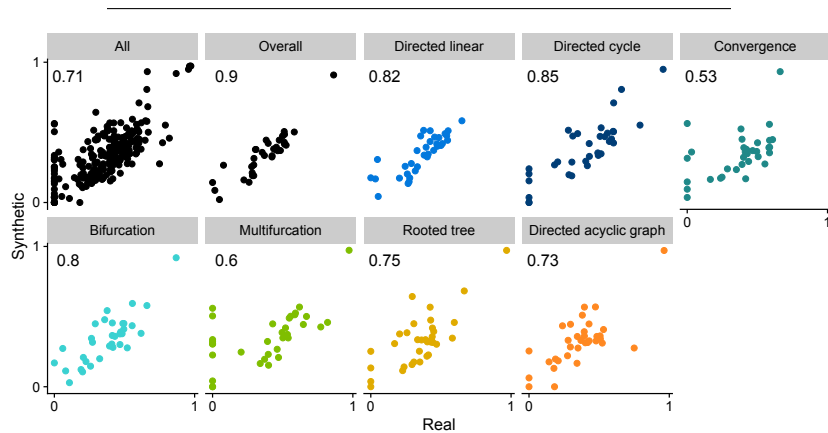 All Overall Directed linear Directed cycle Convergence
1
0.71 0.9 0.82 0.85 0.53
0
0 1
Synthetic
Bifurcation Multifurcation Rooted tree Directed acyclic graph
1
0.8 0.6 0.75 0.73
0
0 1 0 1 0 1 0 1
Real